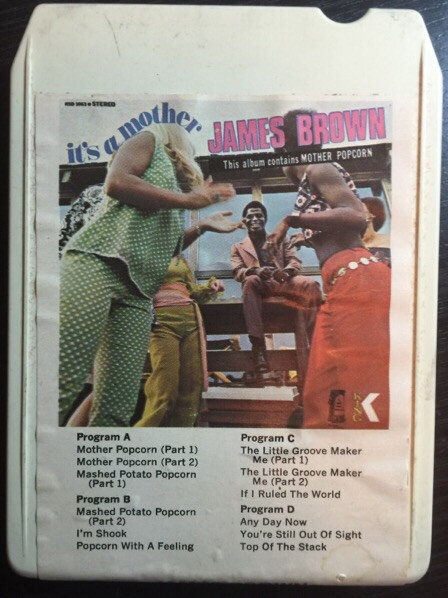 STEREO
it's a mother
JAMES BROWN
This album contains MOTHER POPCORN
Program A
Mother Popcorn (Part 1)
Mother Popcorn (Part 2)
Mashed Potato Popcorn
(Part 1)
Program B
Mashed Potato Popcorn
(Part 2)
I'm Shook
Popcorn With A Feeling
Program C
The Little Groove Maker
Me (Part 1)
The Little Groove Maker
Me (Part 2)
If I Ruled The World
Program D
Any Day Now
You're Still Out Of Sight
Top Of The Stack